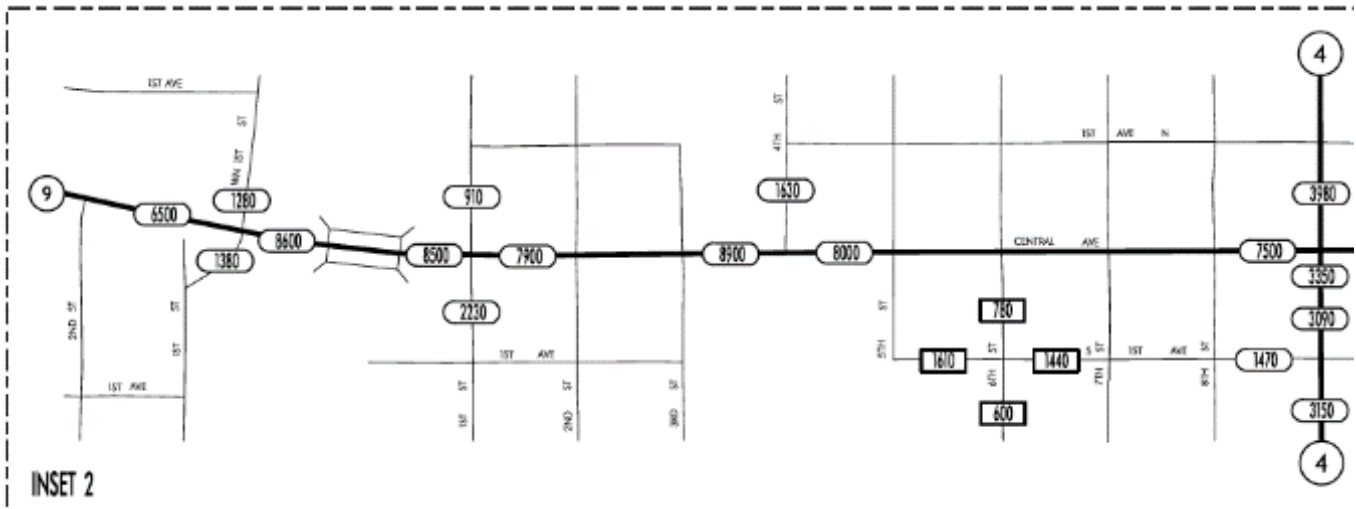 4
1ST AVE
ST
NW 1ST
4TH ST
1ST AVE N
9
6500
1280
910
1630
3980
8600
1380
8500
7900
8900
8000
CENTRAL AVE
7500
3350
2230
780
3090
2ND ST
1ST ST
1ST AVE
5TH ST
1610
6TH ST
1440
S 1ST AVE
7TH ST
8TH ST
1470
1ST AVE
1ST ST
2ND ST
3RD ST
600
3150
4
INSET 2